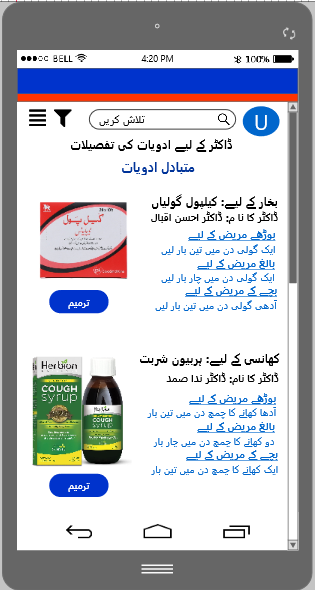 BELL 4:20 PM 100%
تلاش کریں
U
ڈاکٹر کے لیے ادویات کی تفصیلات
متبادل ادویات
بخار کے لیے: کیلپول گولیاں
ڈاکٹر کا نام: ڈاکٹر احسن اقبال
بوڑھے مریض کے لیے
ایک گولی دن میں تین بار لیں
بالغ مریض کے لیے
ایک گولی دن میں چار بار لیں
بچے کے مریض کے لیے
آدھی گولی دن میں تین بار لیں
ترمیم
کھانسی کے لیے: ہربیون شربت
ڈاکٹر کا نام: ڈاکٹر ندا صمد
بوڑھے مریض کے لیے
آدھا کھانے کا چمچ دن میں تین بار
بالغ مریض کے لیے
دو کھانے کا چمچ دن میں چار بار
بچے کے مریض کے لیے
ایک کھانے کا چمچ دن میں تین بار
Herbion
COUGH
syrup
Herbion
COUGH
syrup
ترمیم